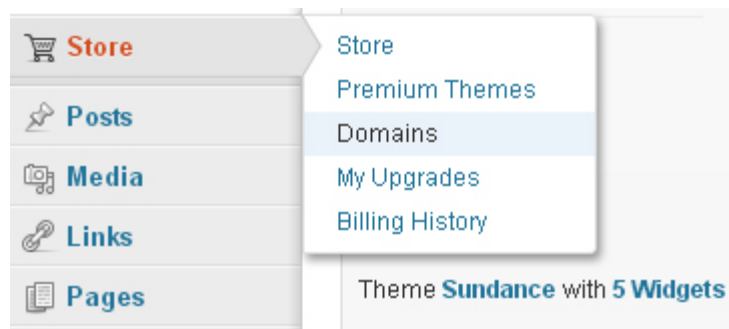 Store
Posts
Media
Links
Pages
Store
Premium Themes
Domains
My Upgrades
Billing History
Theme Sundance with 5 Widgets